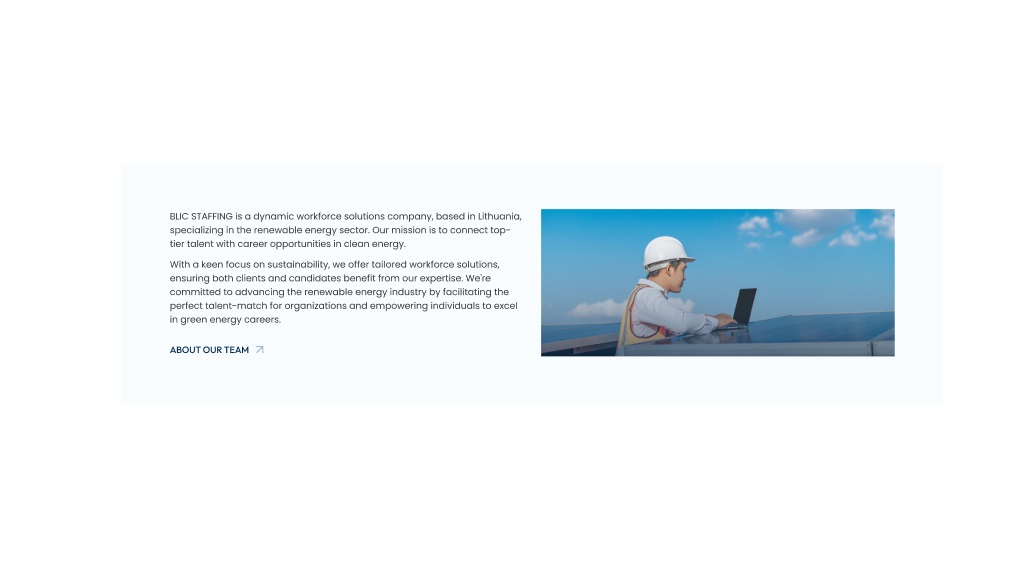 BLIC STAFFING is a dynamic workforce solutions company, based in Lithuania,
specializing in the renewable energy sector. Our mission is to connect top-
tier talent with career opportunities in clean energy.
With a keen focus on sustainability, we offer tailored workforce solutions,
ensuring both clients and candidates benefit from our expertise. We're
committed to advancing the renewable energy industry by facilitating the
perfect talent-match for organizations and empowering individuals to excel
in green energy careers.
ABOUT OUR TEAM